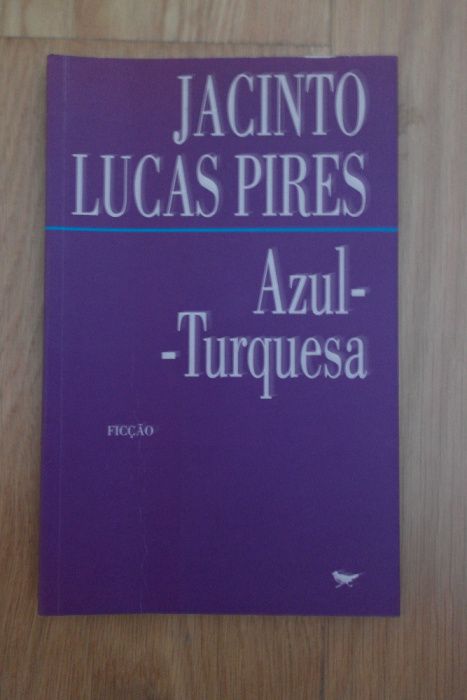 JACINTO
LUCAS PIRES
Azul-
-Turquesa
FICÇÃO